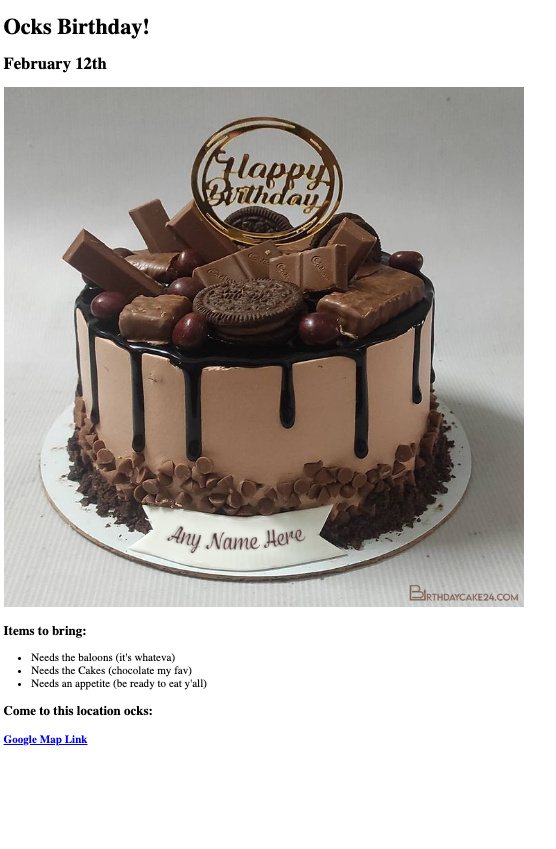 Ocks Birthday!
February 12th
Happy
Birthday
Any Name Here
BIRTHDAYCAKE24.COM
Items to bring:
Needs the baloons (it's whateva)
Needs the Cakes (chocolate my fav)
Needs an appetite (be ready to eat y'all)
Come to this location ocks:
Google Map Link